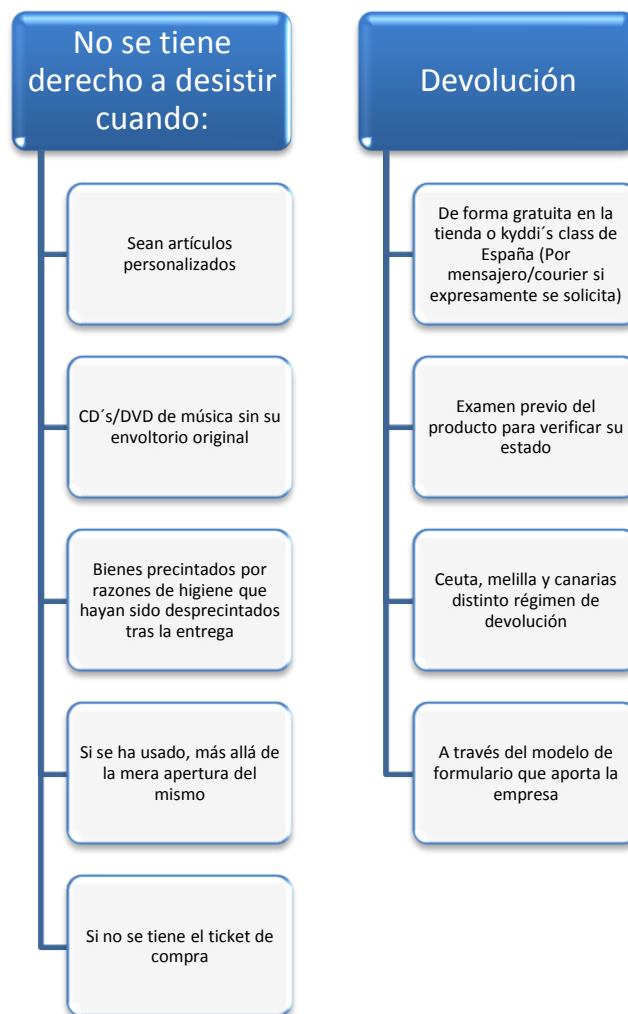 No se tiene
derecho a desistir
cuando:
Sean artículos
personalizados
CD´s/DVD de música sin su
envoltorio original
Bienes precintados por
razones de higiene que
hayan sido desprecintados
tras la entrega
Si se ha usado, más allá de
la mera apertura del
mismo
Si no se tiene el ticket de
compra
Devolución
De forma gratuita en la
tienda o kyddi´s class de
España (Por
mensajero/courier si
expresamente se solicita)
Examen previo del
producto para verificar su
estado
Ceuta, melilla y canarias
distinto régimen de
devolución
A través del modelo de
formulario que aporta la
empresa